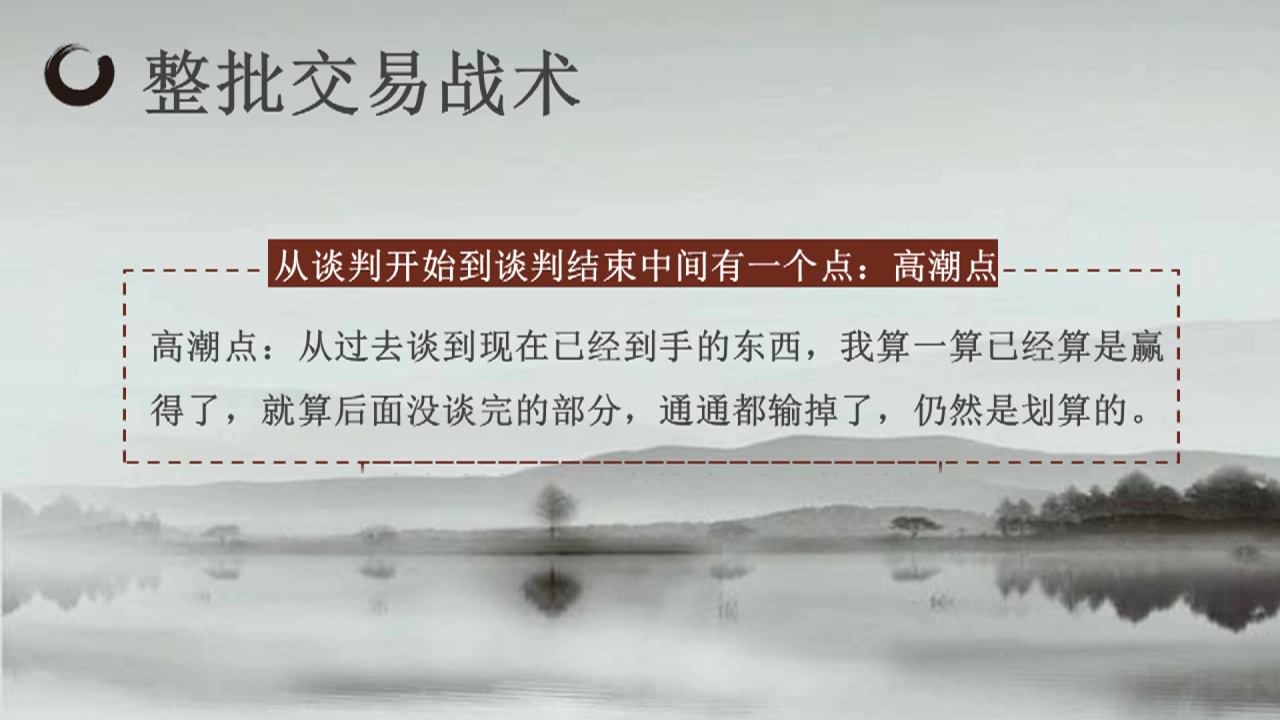 整批交易战术
从谈判开始到谈判结束中间有一个点：高潮点
高潮点：从过去谈到现在已经到手的东西，我算一算已经算是赢
得了，就算后面没谈完的部分，通通都输掉了，仍然是划算的。